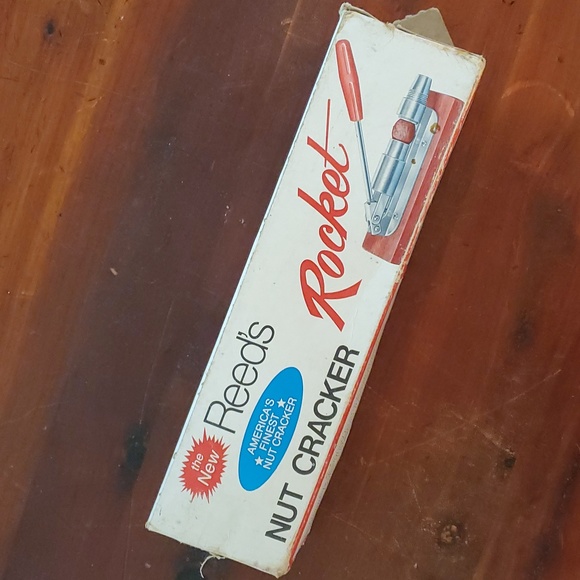 the
New
Reed's
Rocket
AMERICA'S
FINEST
NUT CRACKER
NUT CRACKER